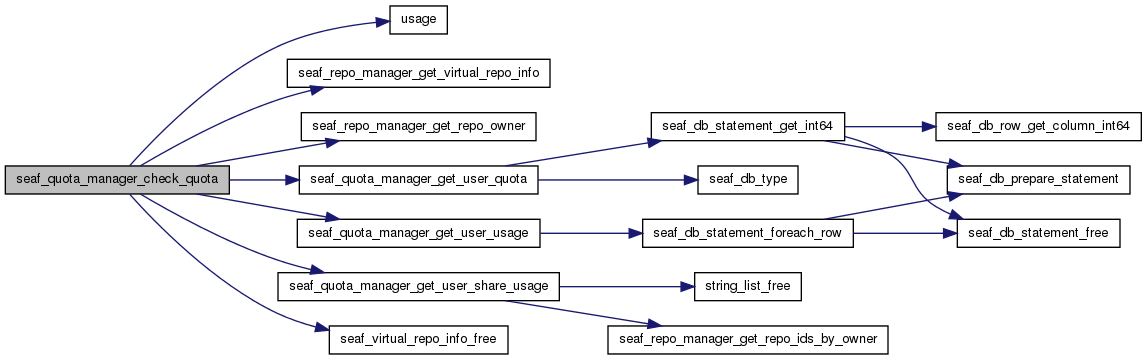 usage
seaf_repo_manager_get_virtual_repo_info
seaf_repo_manager_get_repo_owner
seaf_db_statement_get_int64
seaf_db_row_get_column_int64
seaf_quota_manager_check_quota
seaf_quota_manager_get_user_quota
seaf_db_type
seaf_db_prepare_statement
seaf_quota_manager_get_user_usage
seaf_db_statement_foreach_row
seaf_db_statement_free
seaf_quota_manager_get_user_share_usage
string_list_free
seaf_virtual_repo_info_free
seaf_repo_manager_get_repo_ids_by_owner